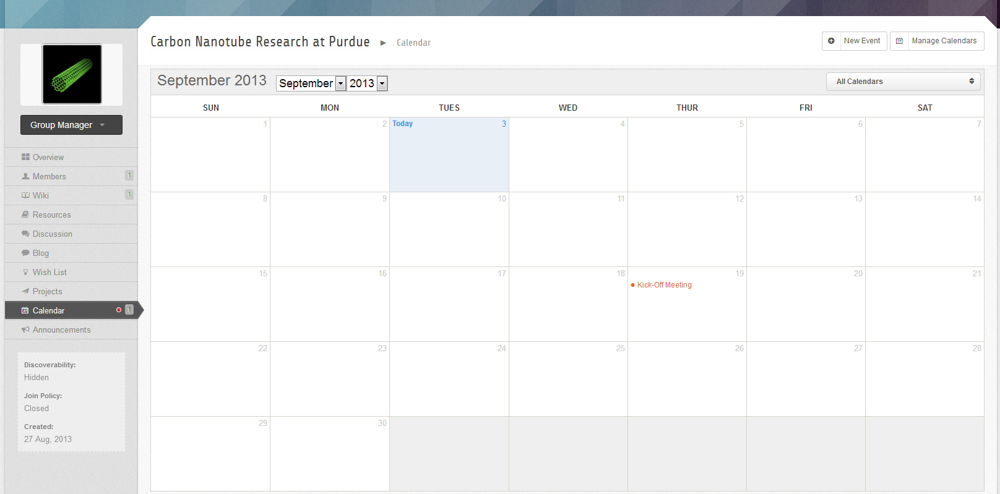 Carbon Nanotube Research at Purdue ▶ Calendar
New Event
Manage Calendars
Group Manager
Overview
Members 1
Wiki 1
Resources
Discussion
Blog
Wish List
Projects
Calendar 1
Announcements
Discoverability:
Hidden
Join Policy:
Closed
Created:
27 Aug, 2013
September 2013 September 2013
All Calendars
SUN MON TUES WED THUR FRI SAT
1 2 Today 3 4 5 6 7
8 9 10 11 12 13 14
15 16 17 18 19 20 21
Kick-Off Meeting
22 23 24 25 26 27 28
29 30